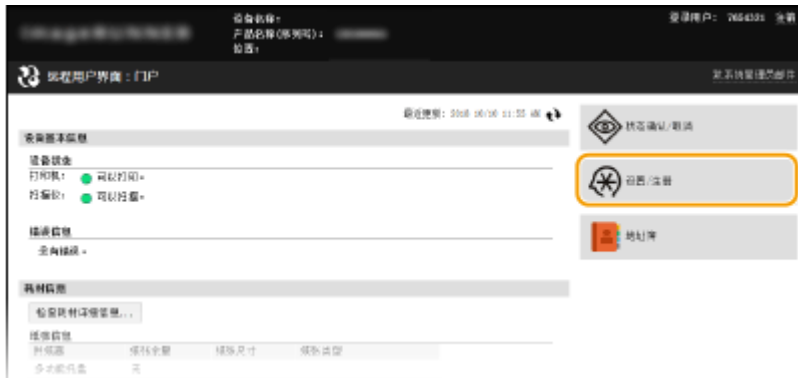 设备名称:
产品名称(序列号):
位置:
登录用户: 7654321 注销
远程用户界面:门户
发系统管理员邮件
最近更新:
设备基本信息
设备状态
打印机: 可以打印。
扫描仪: 可以扫描。
错误信息
没有错误。
耗材信息
检查耗材详细信息...
纸张信息
供纸器 纸张余量 纸张尺寸 纸张类型
多功能托盘 无
状态确认/取消
设置/注册
地址簿